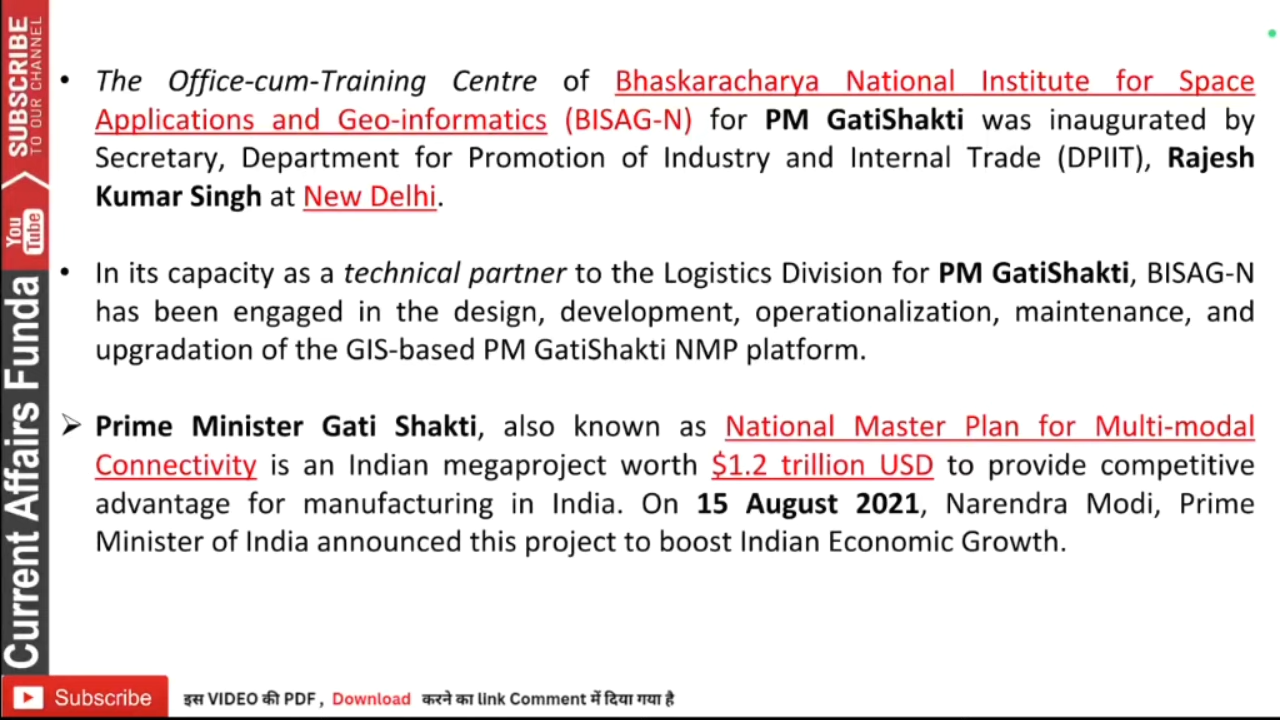 • The Office-cum-Training Centre of Bhaskaracharya National Institute for Space
Applications and Geo-informatics (BISAG-N) for PM GatiShakti was inaugurated by
Secretary, Department for Promotion of Industry and Internal Trade (DPIIT), Rajesh
Kumar Singh at New Delhi.
• In its capacity as a technical partner to the Logistics Division for PM GatiShakti, BISAG-N
has been engaged in the design, development, operationalization, maintenance, and
upgradation of the GIS-based PM GatiShakti NMP platform.
➢ Prime Minister Gati Shakti, also known as National Master Plan for Multi-modal
Connectivity is an Indian megaproject worth $1.2 trillion USD to provide competitive
advantage for manufacturing in India. On 15 August 2021, Narendra Modi, Prime
Minister of India announced this project to boost Indian Economic Growth.
SUBSCRIBE
TO OUR CHANNEL
You
Tube
Current Affairs Funda
Subscribe
इस VIDEO की PDF, Download करने का link Comment में दिया गया है